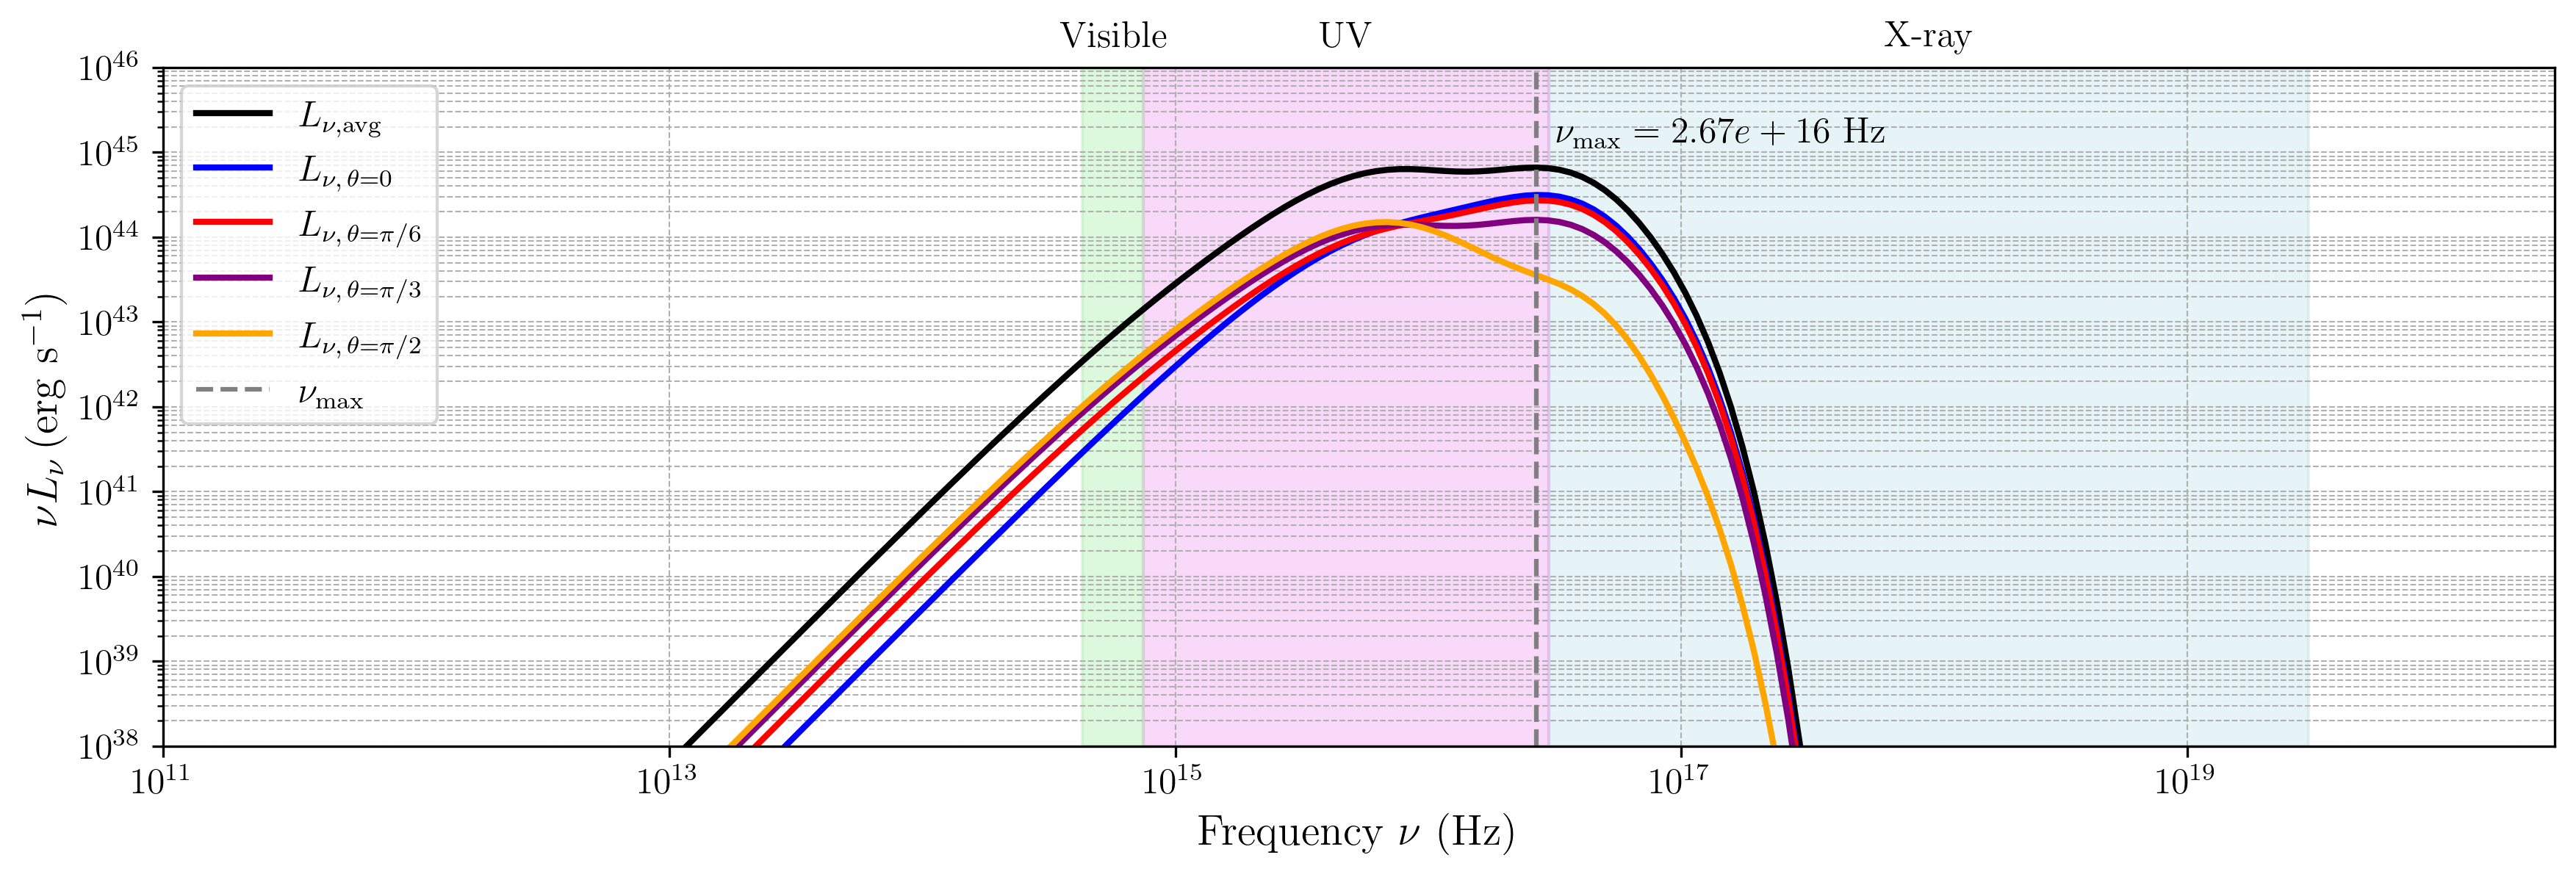 Visible UV X-ray
10^46
10^45
10^44
10^43
10^42
10^41
10^40
10^39
10^38
νL_ν (erg s^−1)
L_ν,avg
L_ν, θ=0
L_ν, θ=π/6
L_ν, θ=π/3
L_ν, θ=π/2
ν_max
ν_max = 2.67e + 16 Hz
10^11 10^13 10^15 10^17 10^19
Frequency ν (Hz)